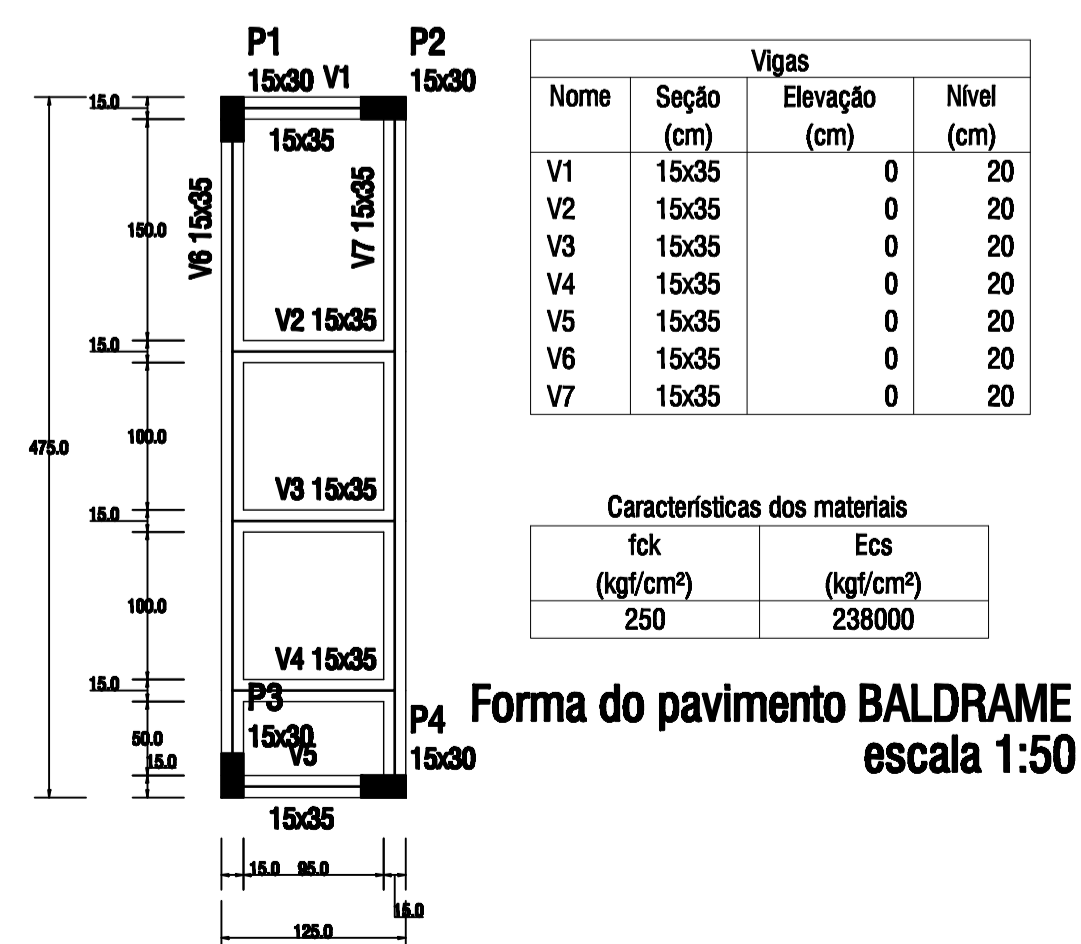 P1
15x30
V1
P2
15x30
15x35
V6 15x35
V7 15x35
V2 15x35
V3 15x35
V4 15x35
P3
15x30
V5
P4
15x30
15x35
15.0
150.0
15.0
100.0
475.0
15.0
100.0
15.0
50.0
15.0
15.0
95.0
15.0
125.0
Vigas
Nome Seção Elevação Nível
(cm) (cm) (cm)
V1 15x35 0 20
V2 15x35 0 20
V3 15x35 0 20
V4 15x35 0 20
V5 15x35 0 20
V6 15x35 0 20
V7 15x35 0 20
Características dos materiais
fck Ecs
(kgf/cm²) (kgf/cm²)
250 238000
Forma do pavimento BALDRAME
escala 1:50